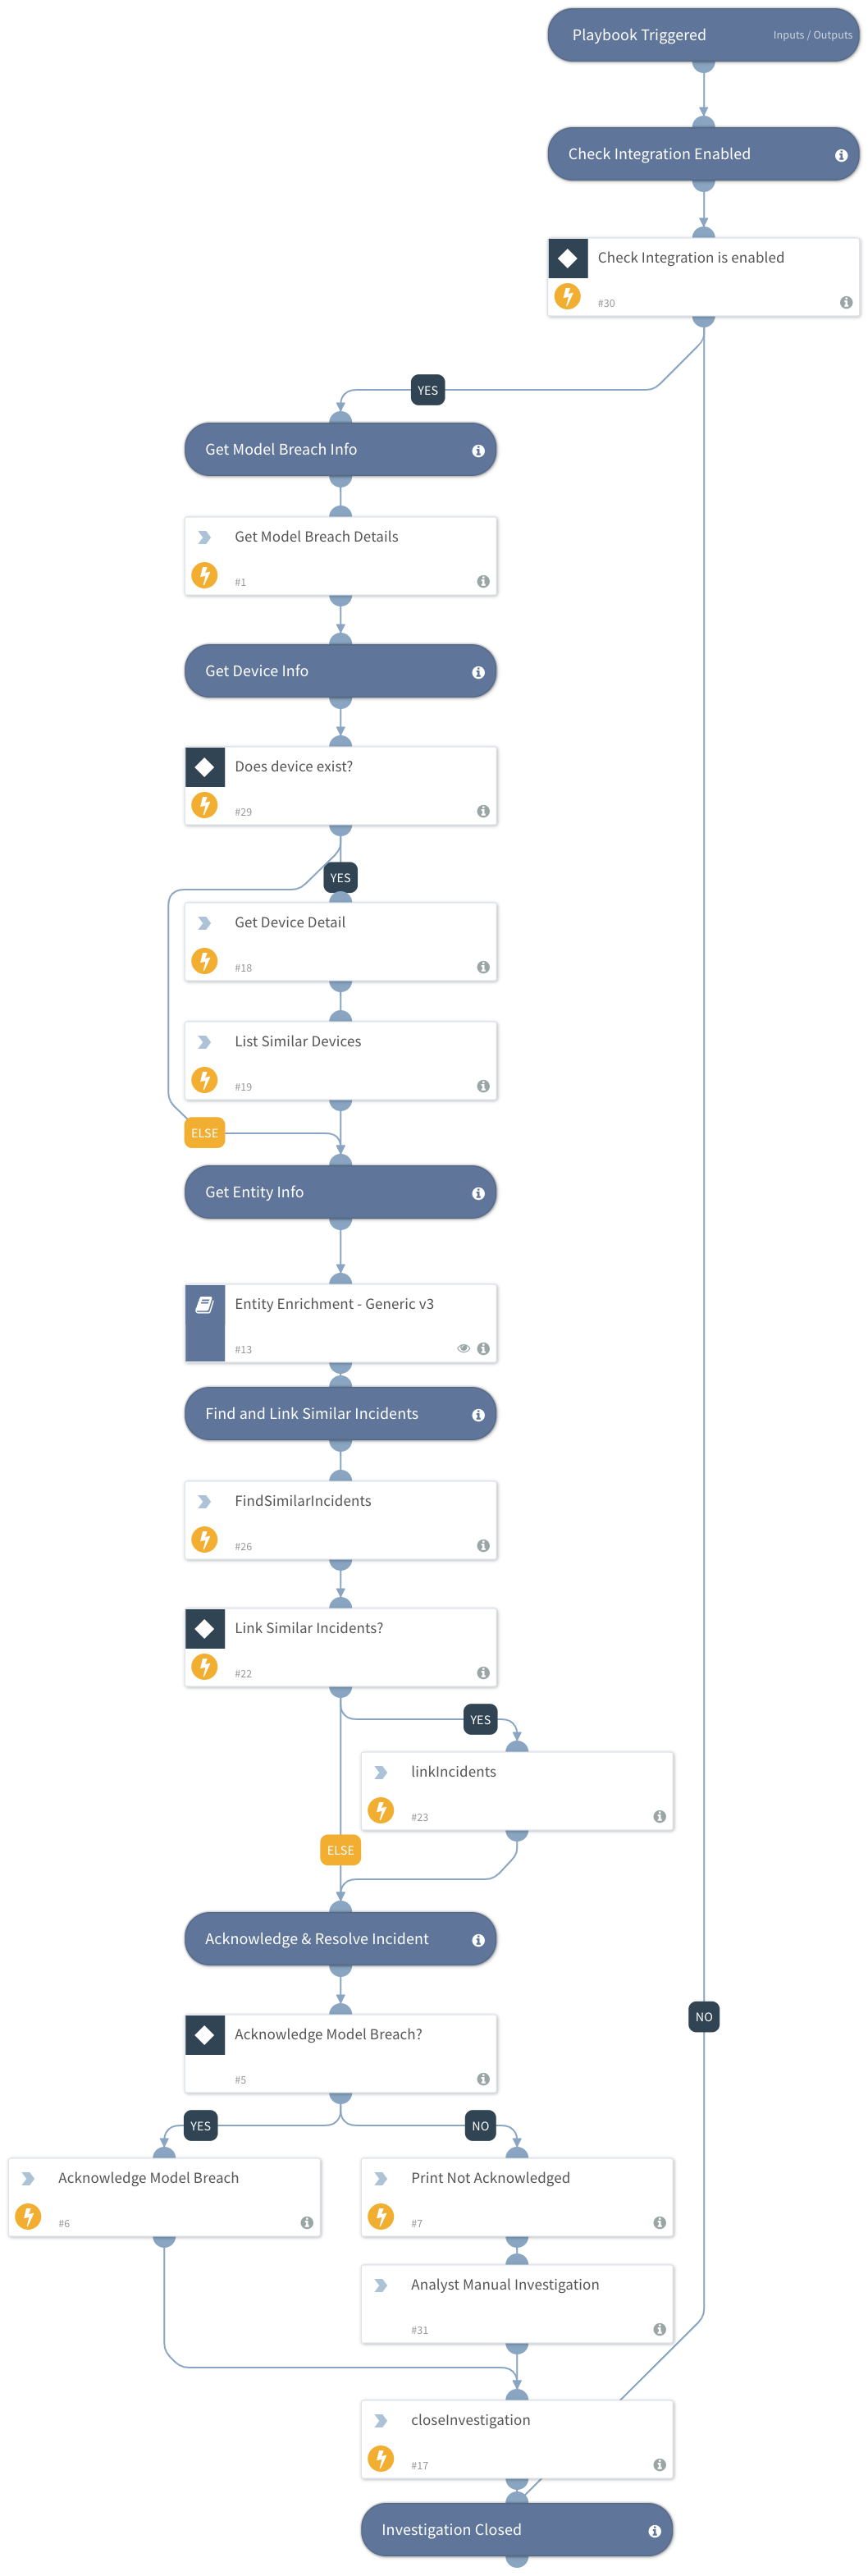 Playbook Triggered Inputs / Outputs
Check Integration Enabled
Check Integration is enabled
#30
YES
Get Model Breach Info
Get Model Breach Details
#1
Get Device Info
Does device exist?
#29
YES
Get Device Detail
#18
List Similar Devices
#19
ELSE
Get Entity Info
Entity Enrichment - Generic v3
#13
Find and Link Similar Incidents
FindSimilarIncidents
#26
Link Similar Incidents?
#22
YES
linkIncidents
#23
ELSE
Acknowledge & Resolve Incident
NO
Acknowledge Model Breach?
#5
YES NO
Acknowledge Model Breach Print Not Acknowledged
#6 #7
Analyst Manual Investigation
#31
closeInvestigation
#17
Investigation Closed